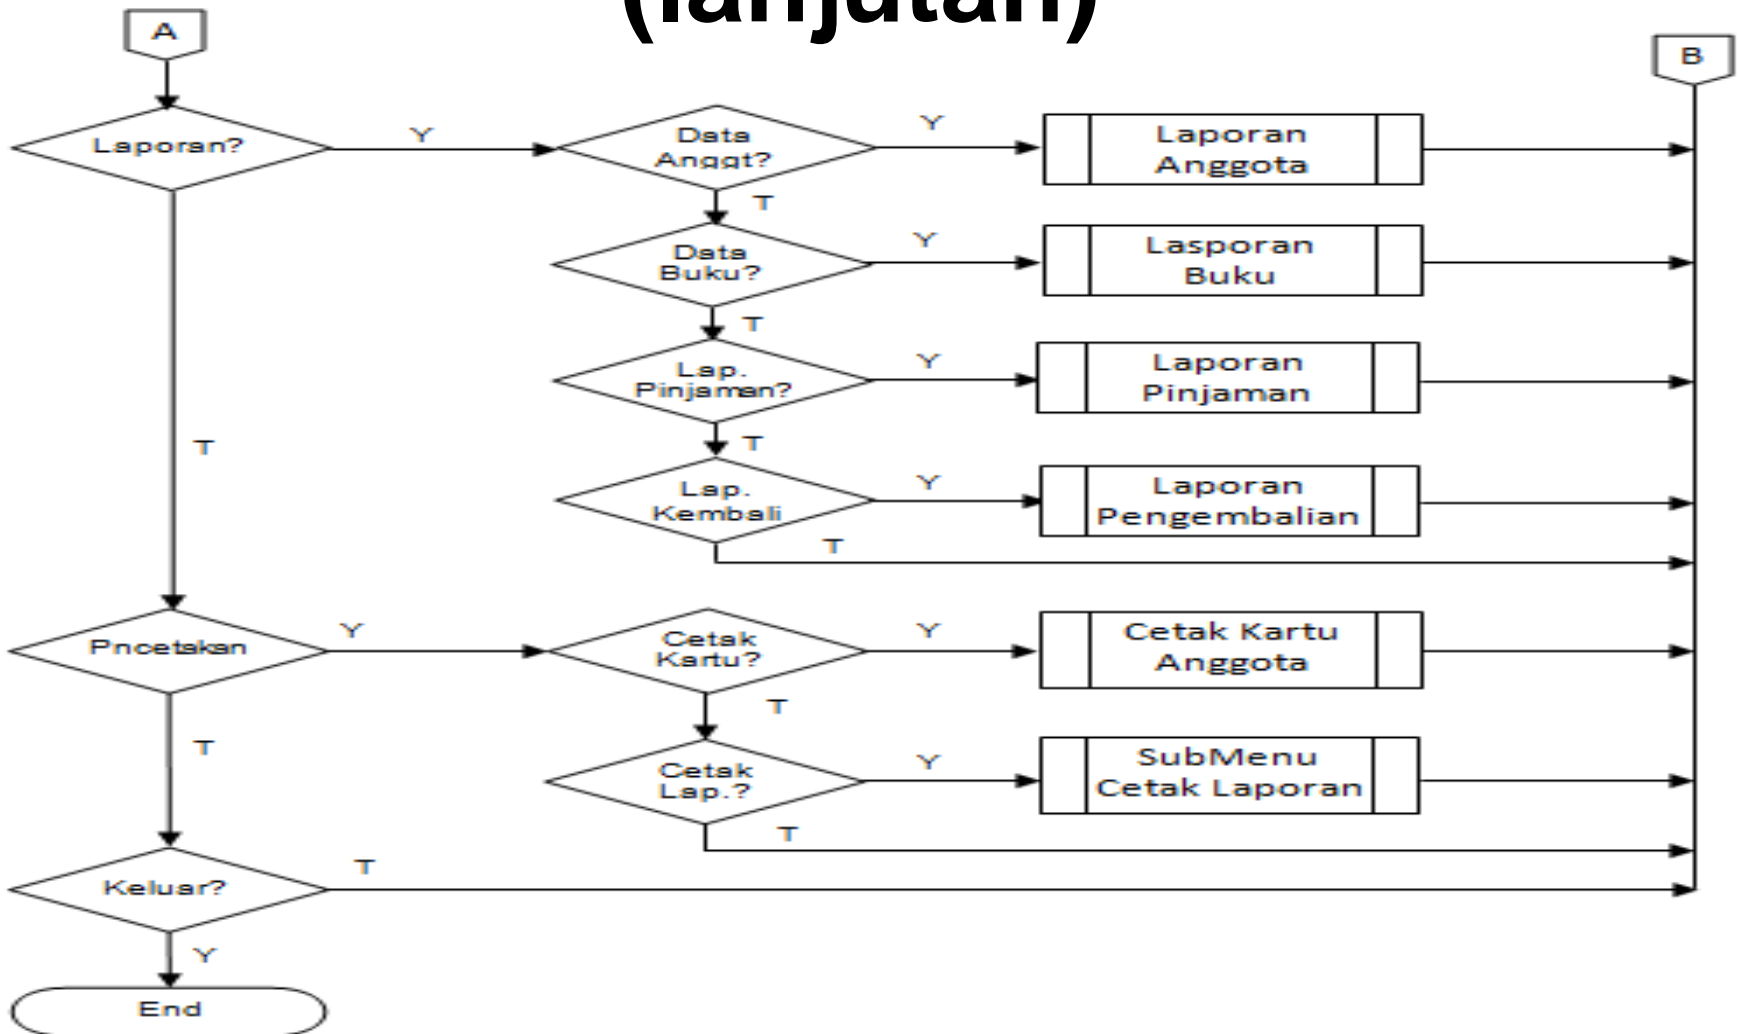 (lanjutan)
A
B
Laporan?
Y
Data
Anggt?
Y
Laporan
Anggota
T
Data
Buku?
Y
Lasporan
Buku
T
Lap.
Pinjaman?
Y
Laporan
Pinjaman
T
T
Lap.
Kembali
Y
Laporan
Pengembalian
T
Pncetakan
Y
Cetak
Kartu?
Y
Cetak Kartu
Anggota
T
T
Cetak
Lap.?
Y
SubMenu
Cetak Laporan
T
Keluar?
T
Y
End